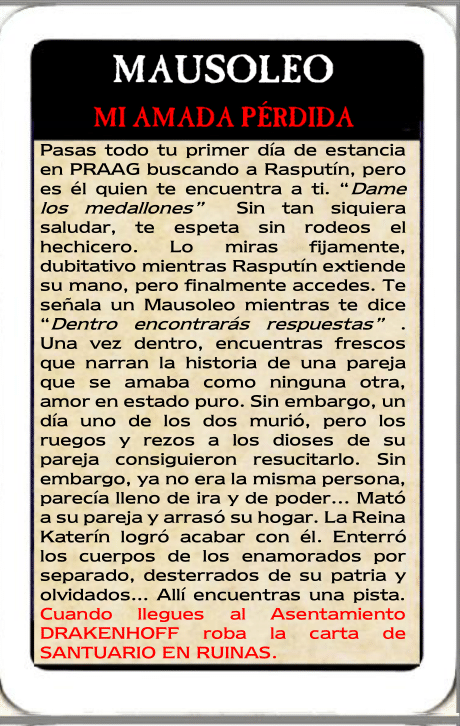 MAUSOLEO
MI AMADA PÉRDIDA
Pasas todo tu primer día de estancia
en PRAAG buscando a Rasputín, pero
es él quien te encuentra a ti. “Dame
los medallones” Sin tan siquiera
saludar, te espeta sin rodeos el
hechicero. Lo miras fijamente,
dubitativo mientras Rasputín extiende
su mano, pero finalmente accedes. Te
señala un Mausoleo mientras te dice
“Dentro encontrarás respuestas” .
Una vez dentro, encuentras frescos
que narran la historia de una pareja
que se amaba como ninguna otra,
amor en estado puro. Sin embargo, un
día uno de los dos murió, pero los
ruegos y rezos a los dioses de su
pareja consiguieron resucitarlo. Sin
embargo, ya no era la misma persona,
parecía lleno de ira y de poder... Mató
a su pareja y arrasó su hogar. La Reina
Katerín logró acabar con él. Enterró
los cuerpos de los enamorados por
separado, desterrados de su patria y
olvidados... Allí encuentras una pista.
Cuando llegues al Asentamiento
DRAKENHOFF roba la carta de
SANTUARIO EN RUINAS.